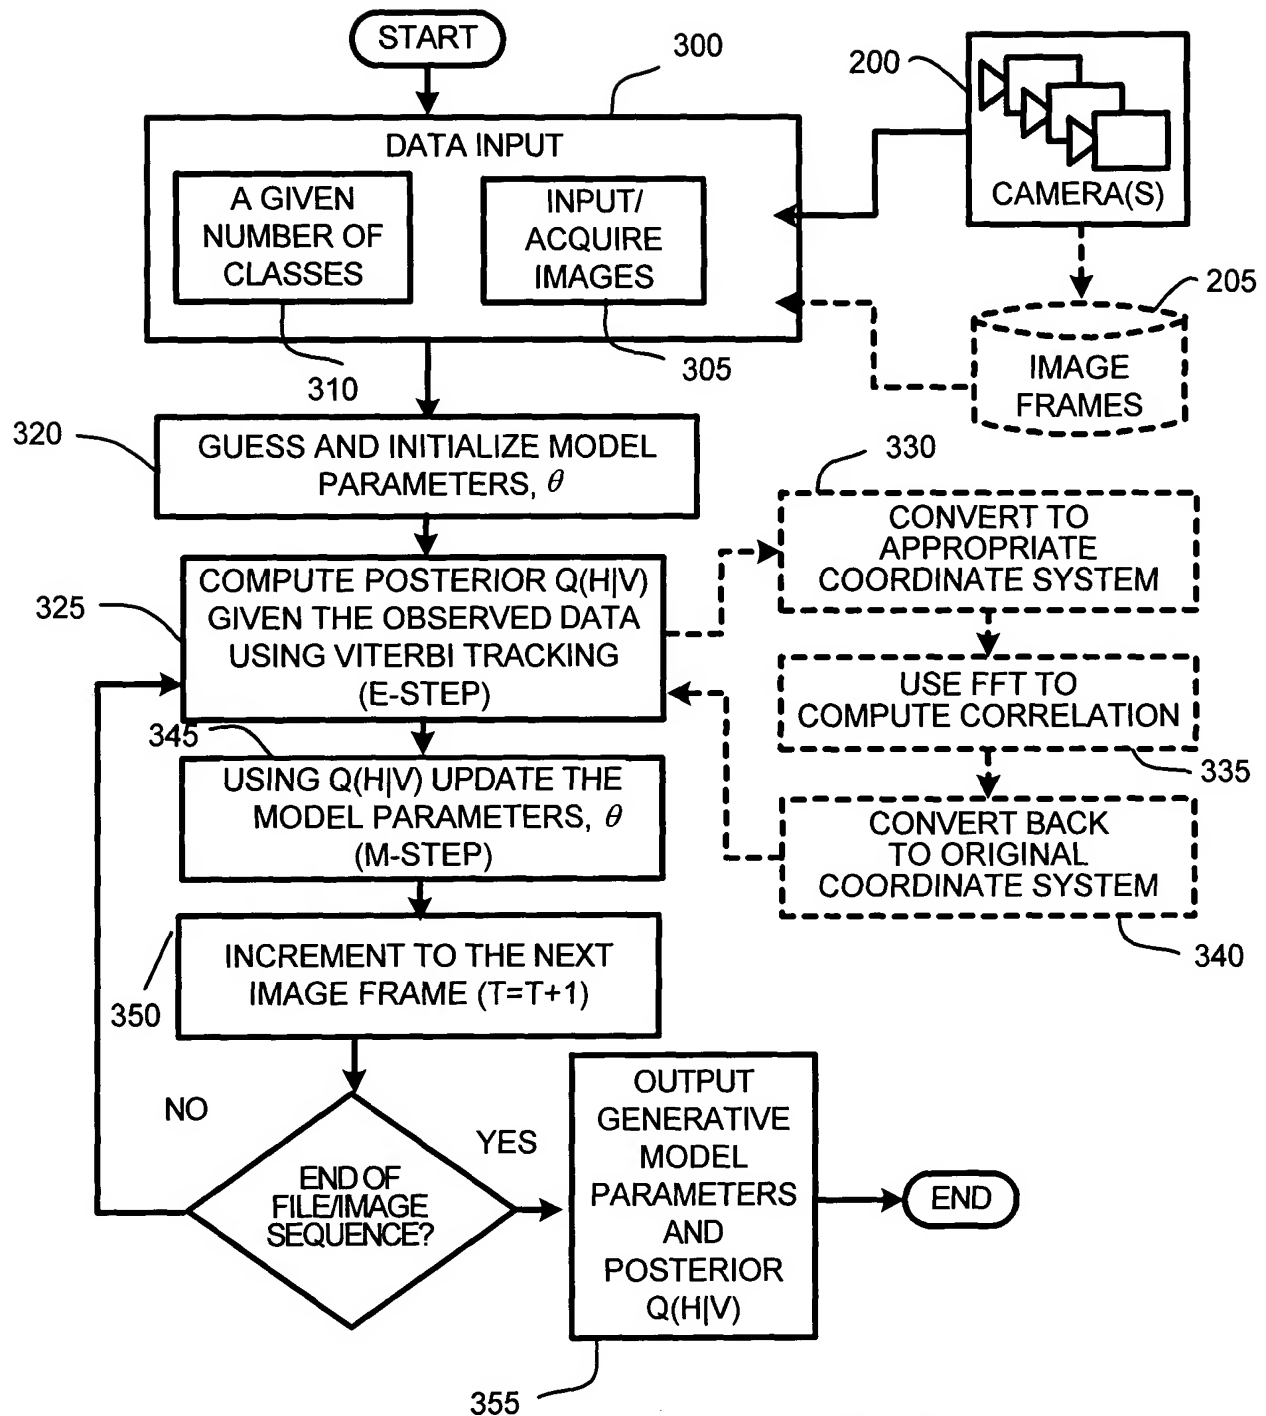 START
300
200
DATA INPUT
A GIVEN
NUMBER OF
CLASSES
INPUT/
ACQUIRE
IMAGES
CAMERA(S)
205
IMAGE
FRAMES
310
305
320
GUESS AND INITIALIZE MODEL
PARAMETERS, θ
330
CONVERT TO
APPROPRIATE
COORDINATE SYSTEM
325
COMPUTE POSTERIOR Q(H|V)
GIVEN THE OBSERVED DATA
USING VITERBI TRACKING
(E-STEP)
USE FFT TO
COMPUTE CORRELATION
335
345
USING Q(H|V) UPDATE THE
MODEL PARAMETERS, θ
(M-STEP)
CONVERT BACK
TO ORIGINAL
COORDINATE SYSTEM
340
350
INCREMENT TO THE NEXT
IMAGE FRAME (T=T+1)
NO
YES
END OF
FILE/IMAGE
SEQUENCE?
OUTPUT
GENERATIVE
MODEL
PARAMETERS
AND
POSTERIOR
Q(H|V)
END
355